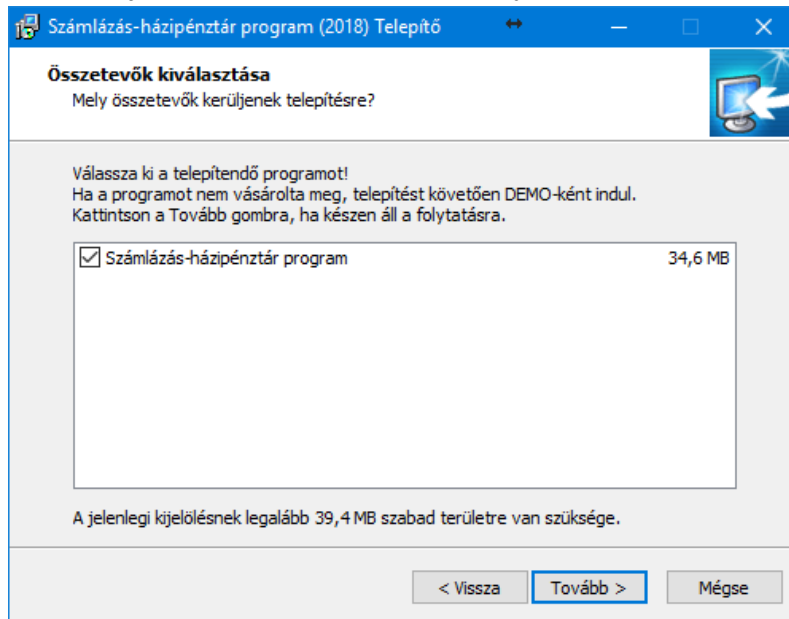 Számlázás-házipénztár program (2018) Telepítő
Összetevők kiválasztása
Mely összetevők kerüljenek telepítésre?
Válassza ki a telepítendő programot!
Ha a programot nem vásárolta meg, telepítést követően DEMO-ként indul.
Kattintson a Tovább gombra, ha készen áll a folytatásra.
Számlázás-házipénztár program 34,6 MB
A jelenlegi kijelölésnek legalább 39,4 MB szabad területre van szüksége.
< Vissza Tovább > Mégse